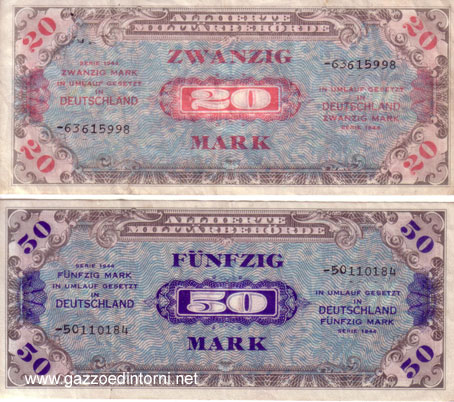 20
ALLIIERTE
MILITÄRBEHÖRDE
20
ZWANZIG
SERIE 1944
ZWANZIG MARK
IN UMLAUF GESETZT
IN
DEUTSCHLAND
-63615998
20
MARK
-63615998
IN UMLAUF GESETZT
IN
DEUTSCHLAND
ZWANZIG MARK
SERIE 1944
20
20
50
ALLIIERTE
MILITÄRBEHÖRDE
50
FÜNFZIG
SERIE 1944
FÜNFZIG MARK
IN UMLAUF GESETZT
IN
DEUTSCHLAND
-50110184
50
MARK
-50110184
IN UMLAUF GESETZT
IN
DEUTSCHLAND
FÜNFZIG MARK
SERIE 1944
50
50
www.gazzoedintorni.net